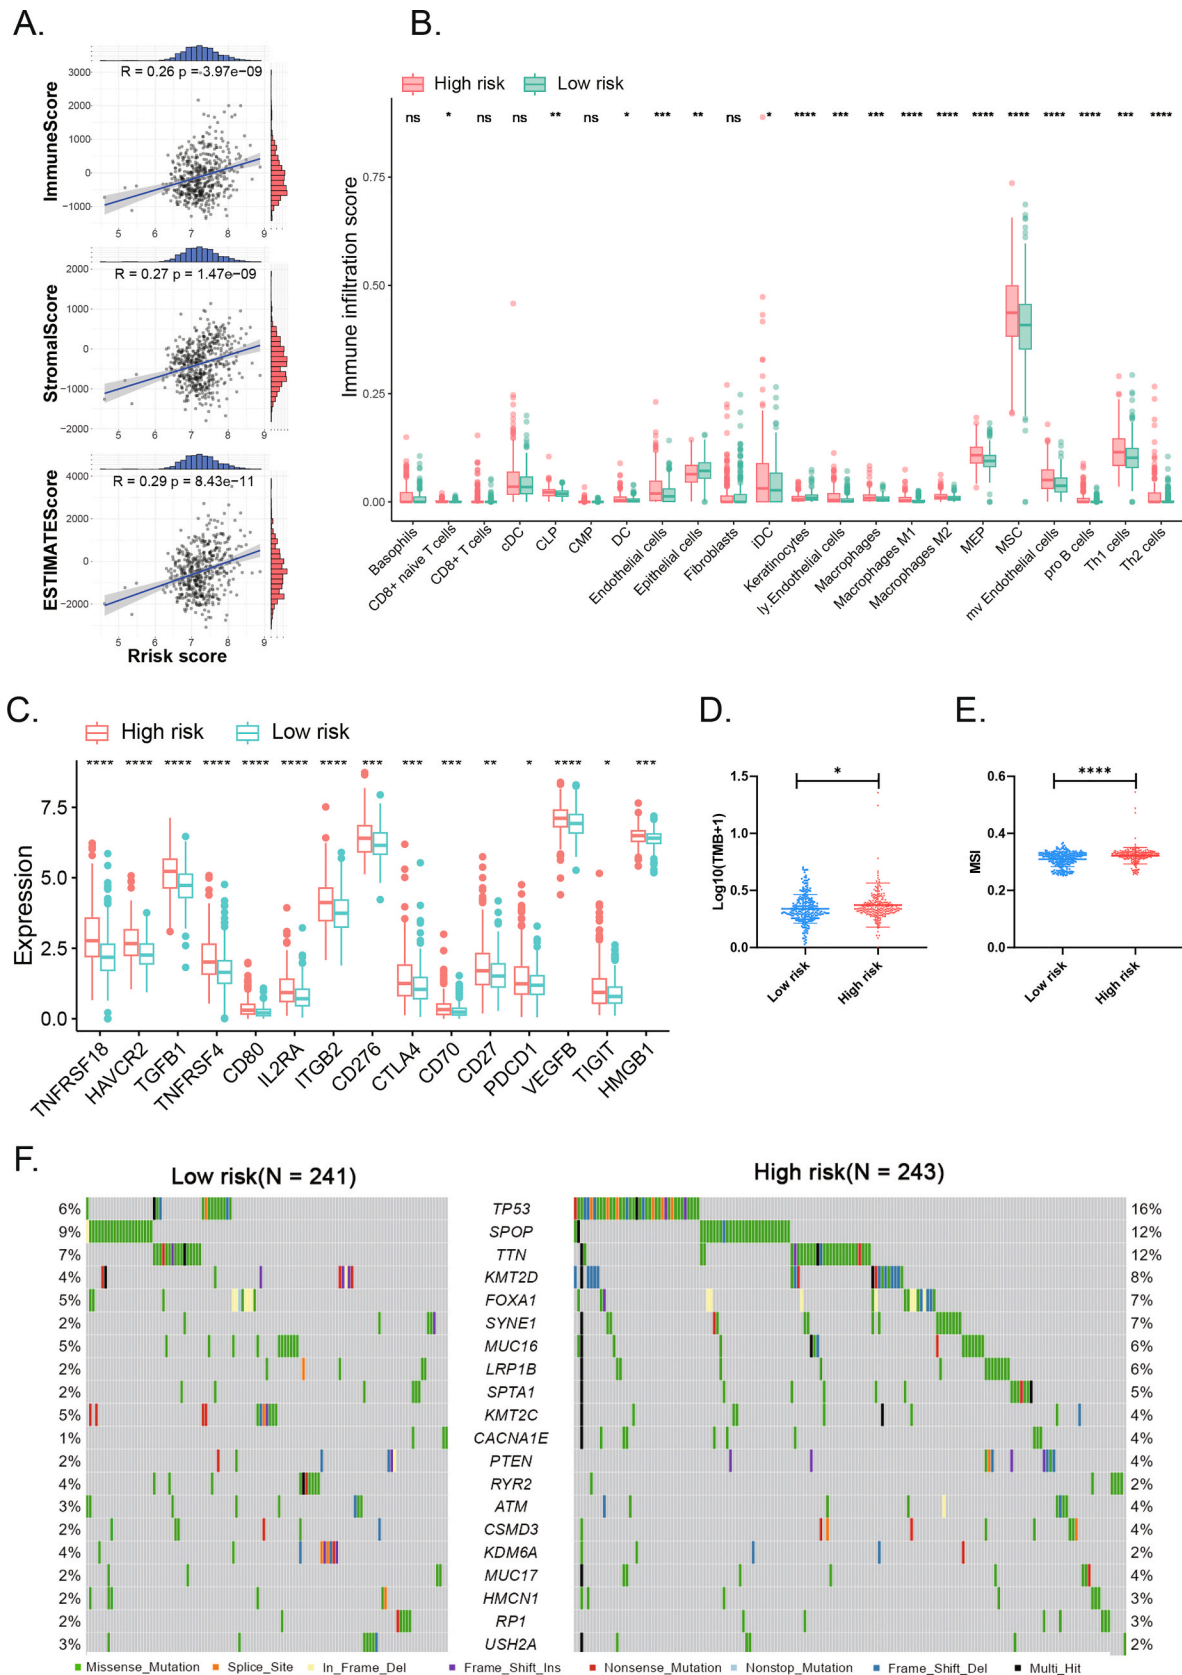 A.
R = 0.26 p = 3.97e−09
ImmuneScore
3000
2000
1000
0
−1000
5 6 7 8 9
R = 0.27 p = 1.47e−09
StromalScore
2000
1000
0
−1000
−2000
5 6 7 8 9
R = 0.29 p = 8.43e−11
ESTIMATEScore
4000
2000
0
−2000
5 6 7 8 9
Rrisk score
B.
High risk Low risk
ns * ns ns ** ns * *** ** ns * **** *** *** **** **** **** **** **** **** *** ****
Immune infiltration score
0.75
0.50
0.25
0.00
Basophils
CD8+ naive T cells
CD8+ T cells
cDC
CLP
CMP
DC
Endothelial cells
Epithelial cells
Fibroblasts
iDC
Keratinocytes
ly.Endothelial cells
Macrophages
Macrophages M1
Macrophages M2
MEP
MSC
mv Endothelial cells
pro B cells
Th1 cells
Th2 cells
C.
High risk Low risk
**** **** **** **** **** **** **** *** *** *** ** * **** * ***
Expression
7.5
5.0
2.5
0.0
TNFRSF18
HAVCR2
TGFB1
TNFRSF4
CD80
IL2RA
ITGB2
CD276
CTLA4
CD70
CD27
PDCD1
VEGFB
TIGIT
HMGB1
D.
*
Log10(TMB+1)
1.5
1.0
0.5
0.0
Low risk
High risk
E.
****
MSI
0.6
0.4
0.2
0.0
Low risk
High risk
F.
Low risk(N = 241) High risk(N = 243)
6% TP53 16%
9% SPOP 12%
7% TTN 12%
4% KMT2D 8%
5% FOXA1 7%
2% SYNE1 7%
5% MUC16 6%
2% LRP1B 6%
2% SPTA1 5%
5% KMT2C 4%
1% CACNA1E 4%
2% PTEN 4%
4% RYR2 2%
3% ATM 4%
2% CSMD3 4%
4% KDM6A 2%
2% MUC17 4%
2% HMCN1 3%
2% RP1 3%
3% USH2A 2%
Missense_Mutation Splice_Site In_Frame_Del Frame_Shift_Ins Nonsense_Mutation Nonstop_Mutation Frame_Shift_Del Multi_Hit